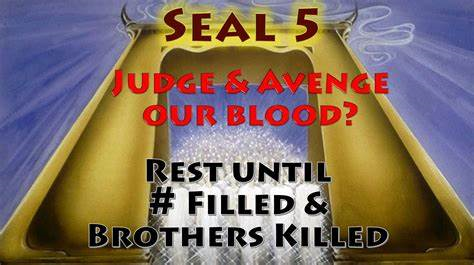 Seal 5
Judge & Avenge
our blood?
Rest until
# Filled &
Brothers Killed